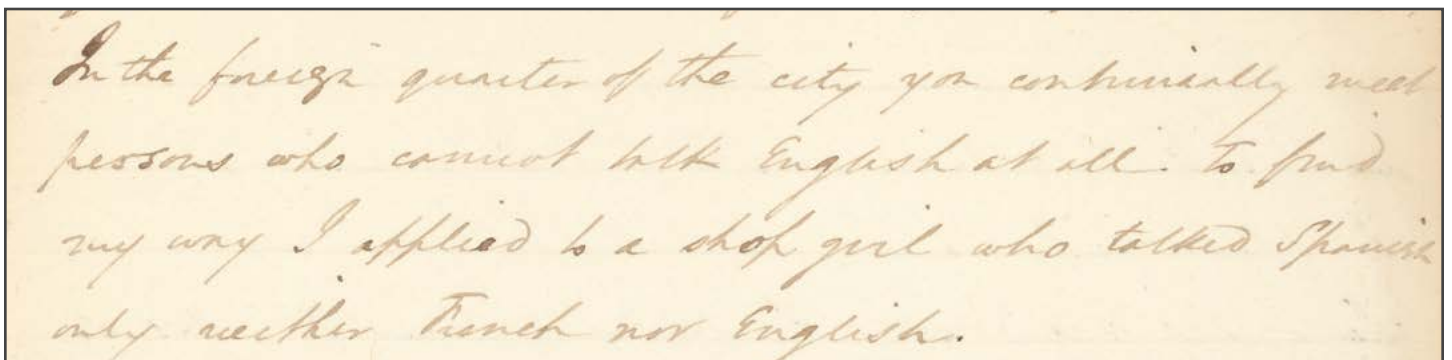 In the foreign quarter of the city you continually meet
persons who cannot talk English at all. To find
my way I applied to a shop girl who talked Spanish
only neither French nor English.